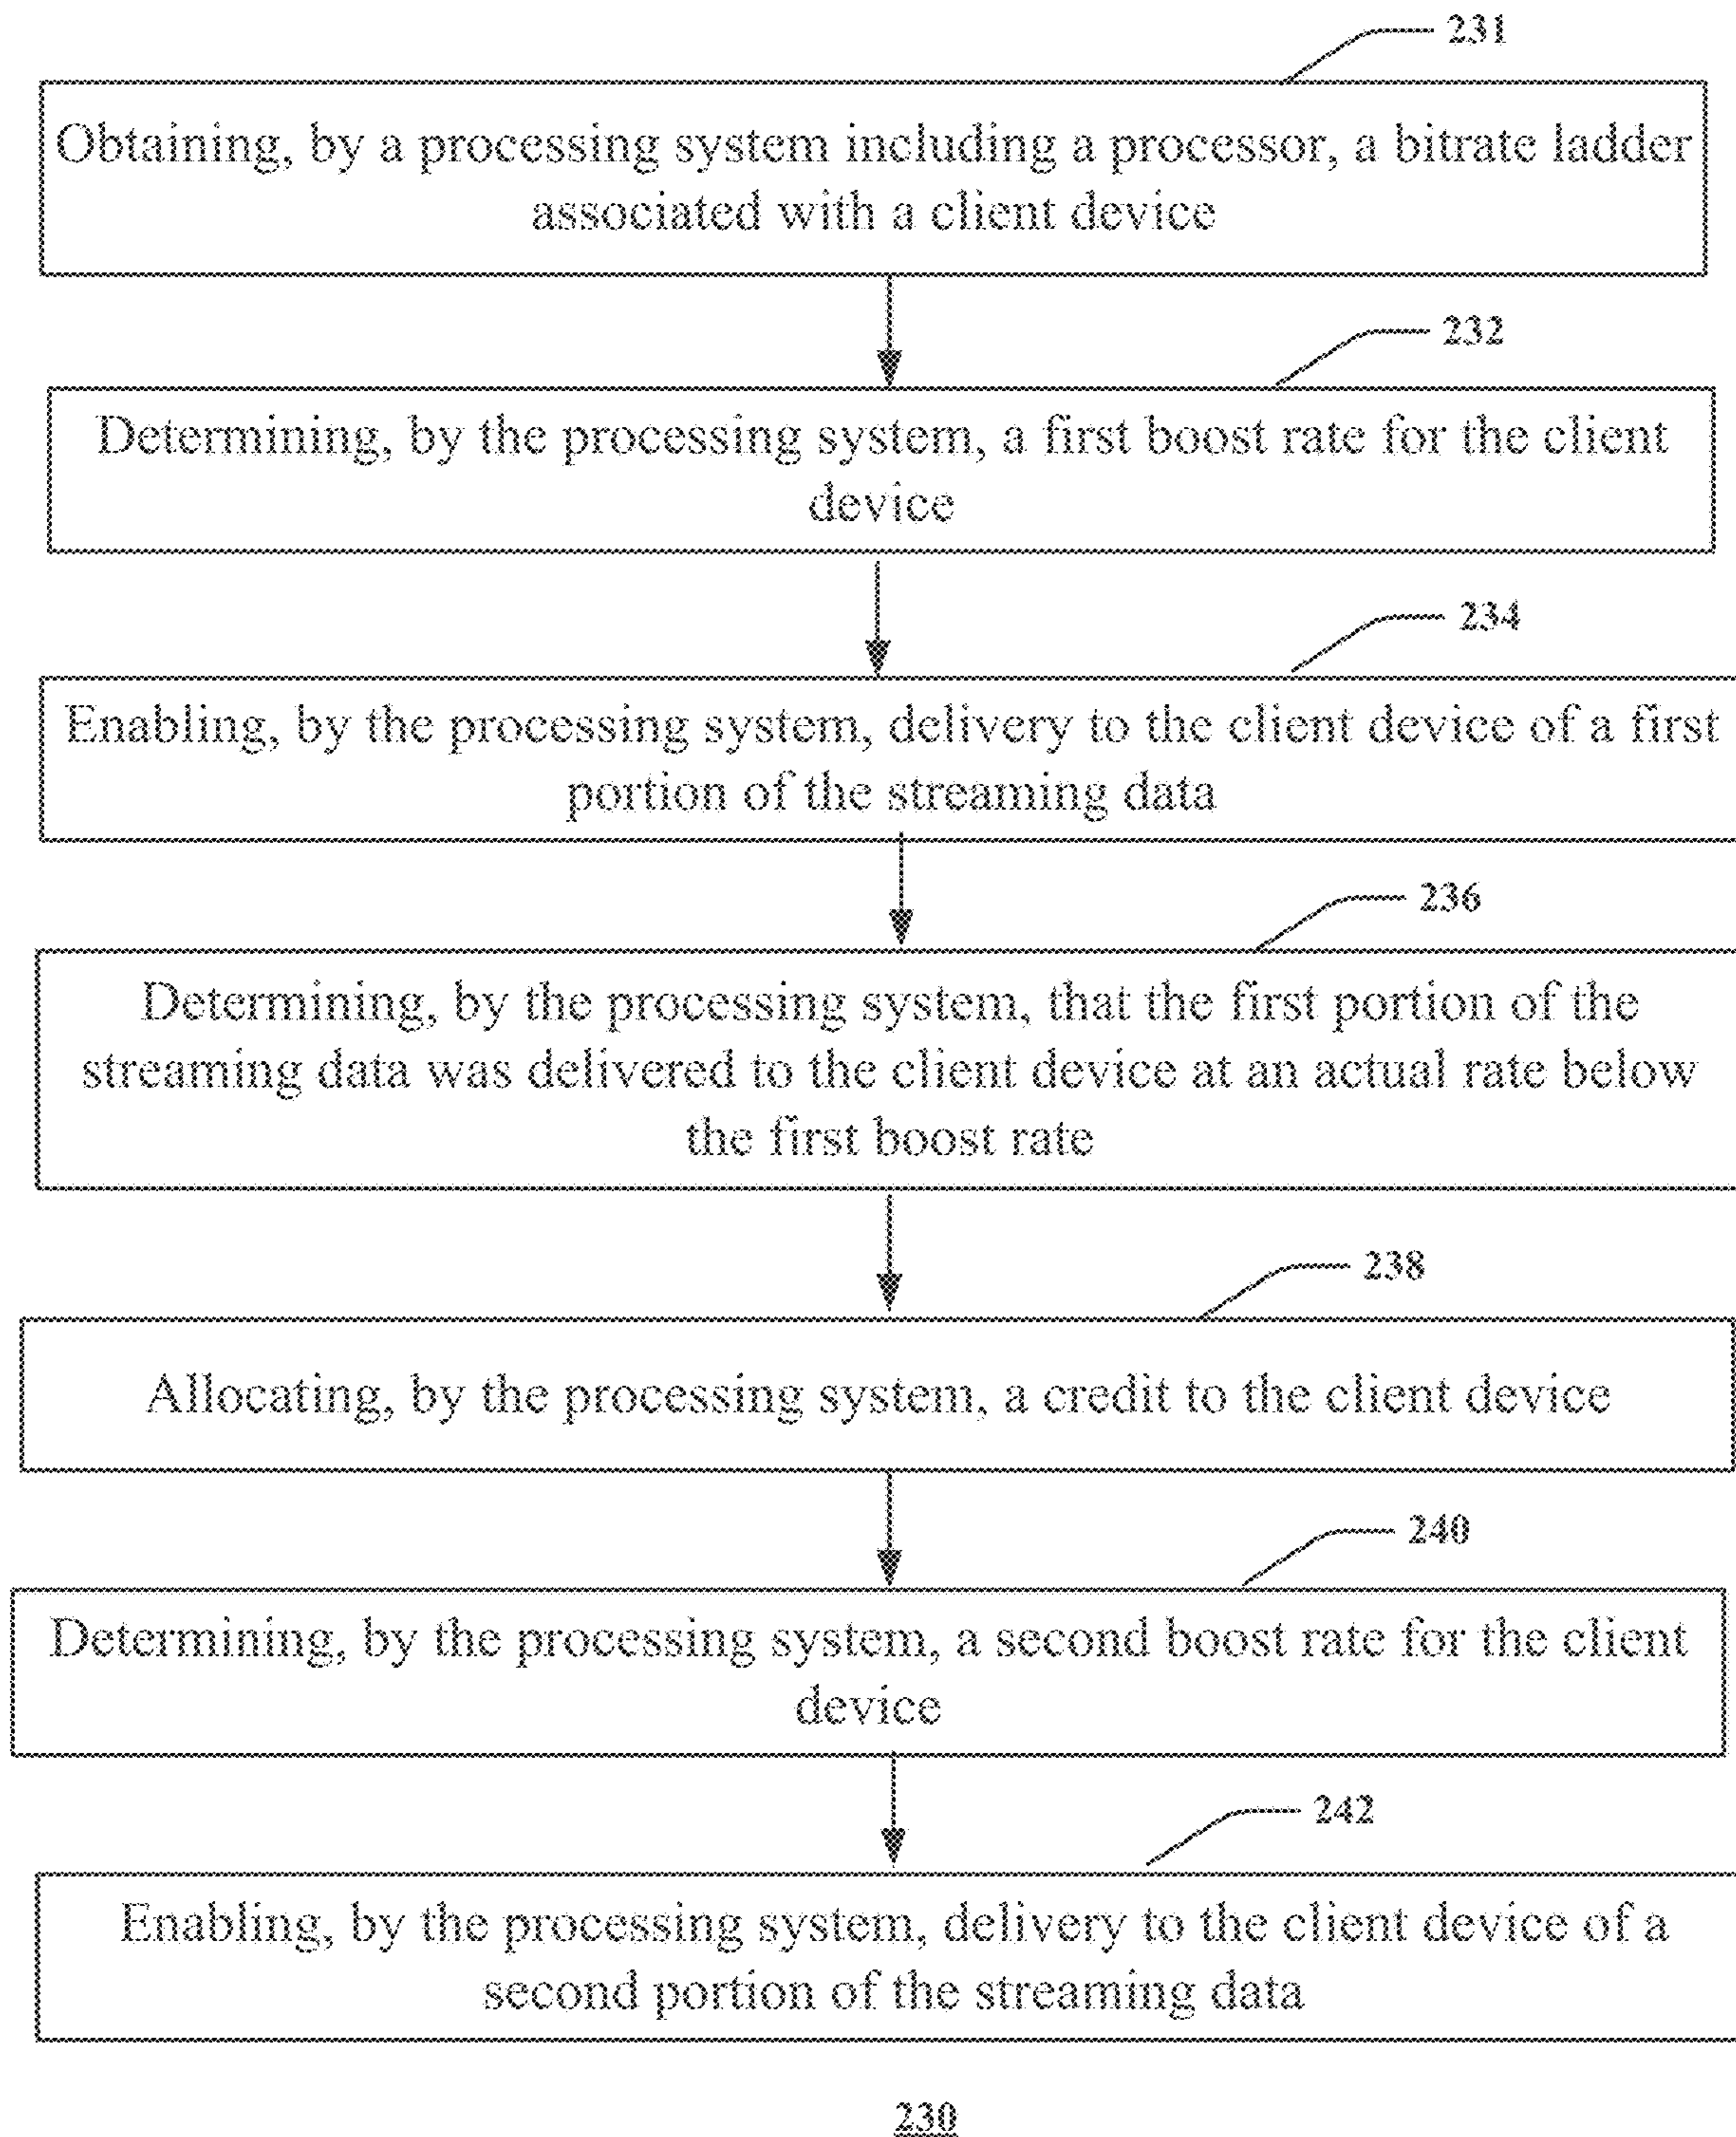 231
Obtaining, by a processing system including a processor, a bitrate ladder
associated with a client device
232
Determining, by the processing system, a first boost rate for the client
device
234
Enabling, by the processing system, delivery to the client device of a first
portion of the streaming data
236
Determining, by the processing system, that the first portion of the
streaming data was delivered to the client device at an actual rate below
the first boost rate
238
Allocating, by the processing system, a credit to the client device
240
Determining, by the processing system, a second boost rate for the client
device
242
Enabling, by the processing system, delivery to the client device of a
second portion of the streaming data
230